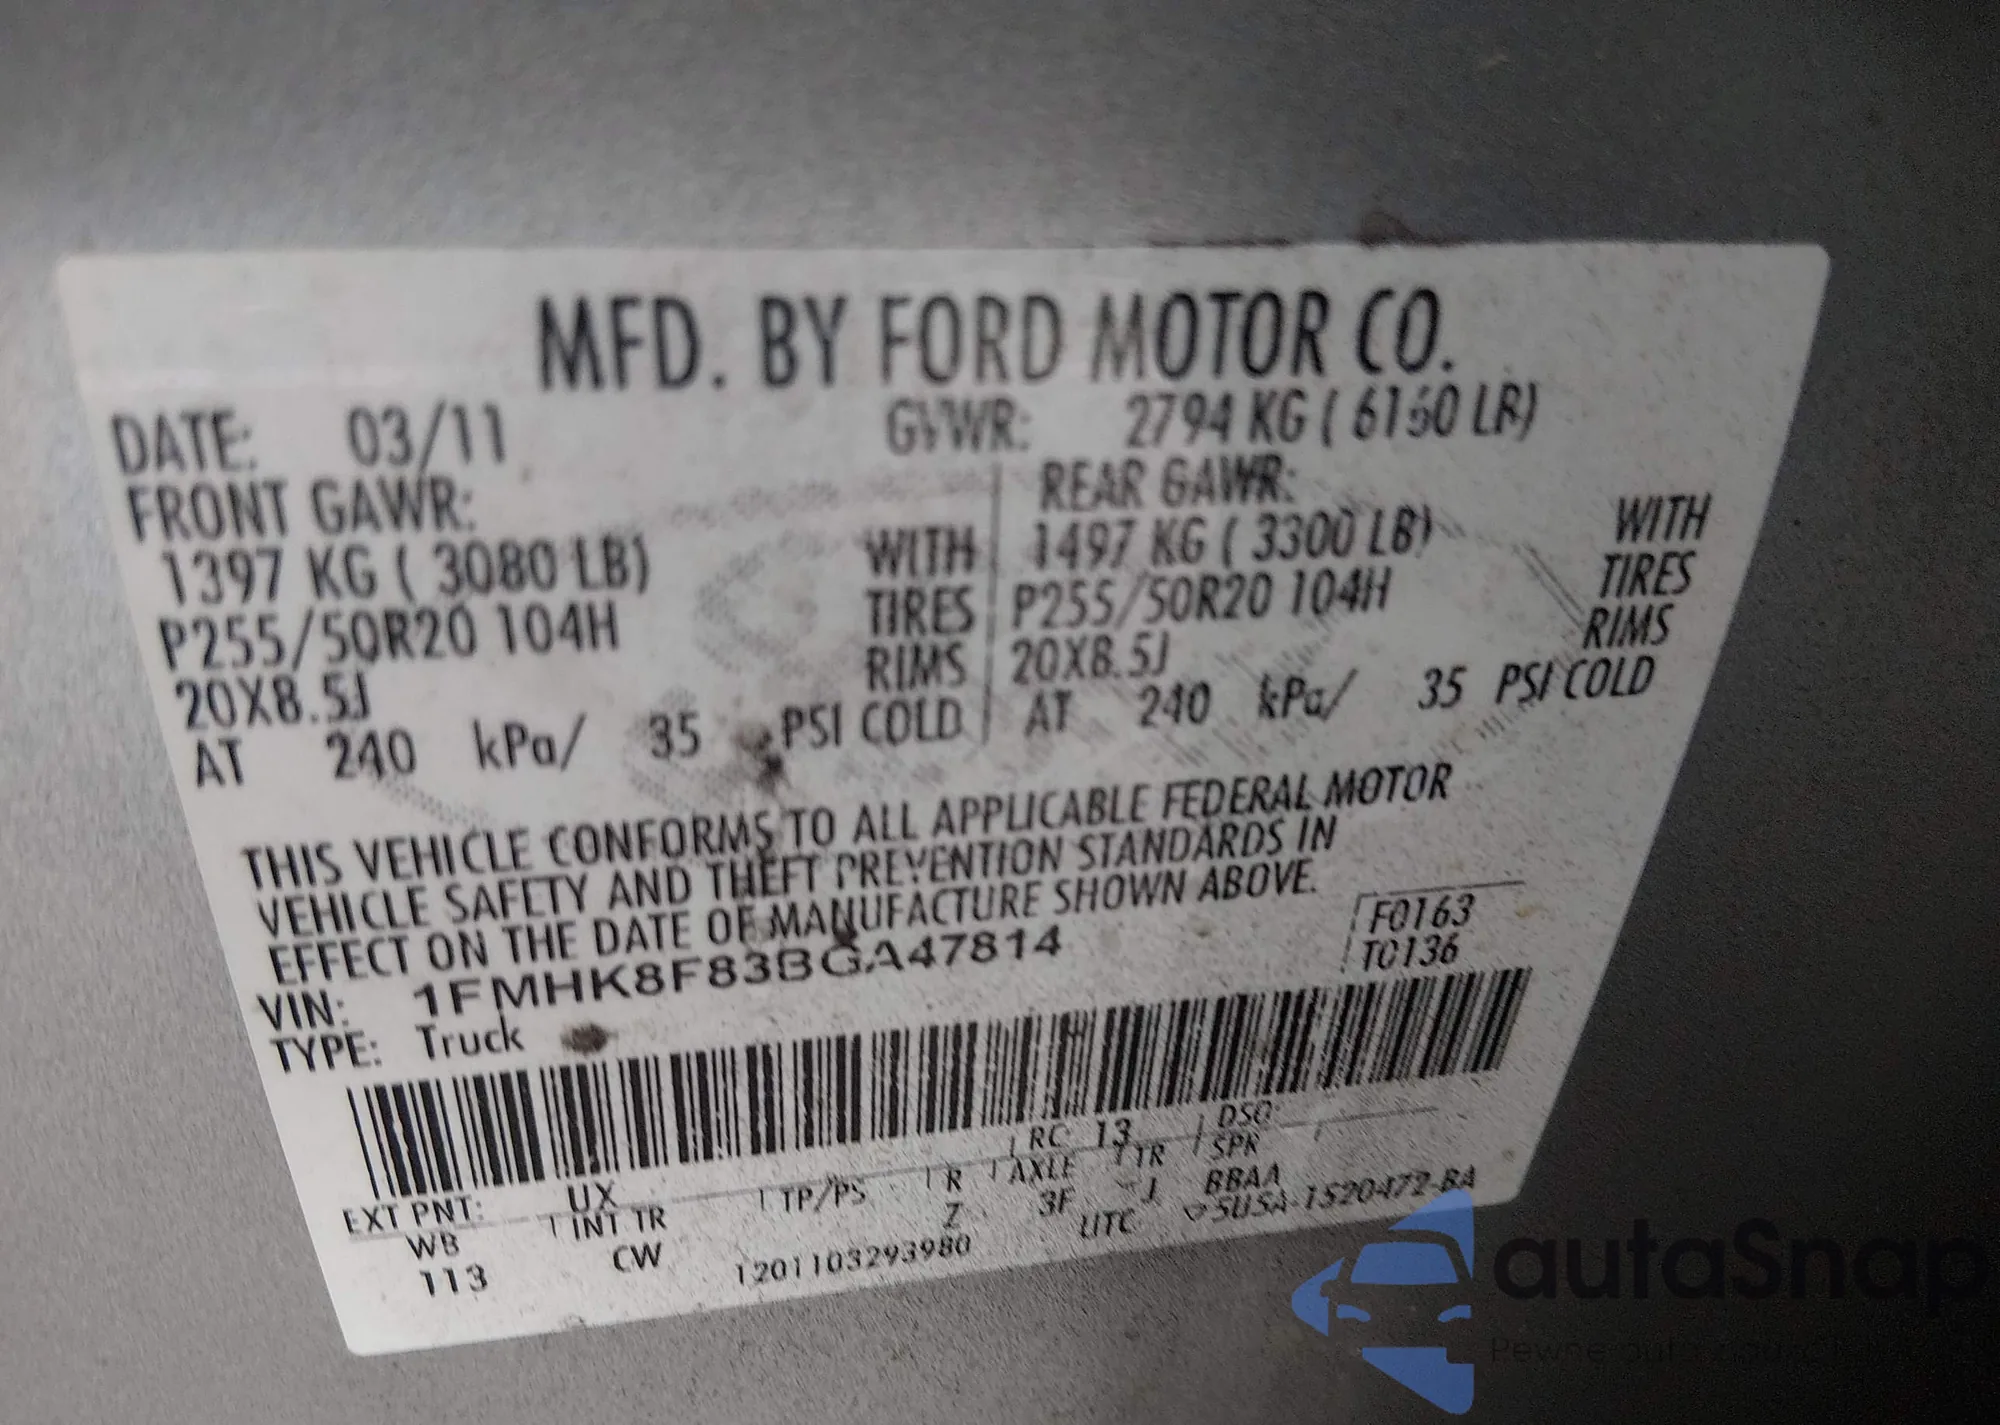 MFD. BY FORD MOTOR CO.
DATE: 03/11 GVWR: 2794 KG ( 6160 LB)
FRONT GAWR: REAR GAWR:
1397 KG ( 3080 LB) WITH 1497 KG ( 3300 LB) WITH
P255/50R20 104H TIRES P255/50R20 104H TIRES
20X8.5J RIMS 20X8.5J RIMS
AT 240 kPa/ 35 PSI COLD AT 240 kPa/ 35 PSI COLD
THIS VEHICLE CONFORMS TO ALL APPLICABLE FEDERAL MOTOR
VEHICLE SAFETY AND THEFT PREVENTION STANDARDS IN
EFFECT ON THE DATE OF MANUFACTURE SHOWN ABOVE.
F0163
VIN: 1FMHK8F83BGA47814 T0136
TYPE: Truck
EXT PNT: UX RC: 13 DSO:
WB INT TR TP/PS R AXLE TR SPR
113 CW Z 3F J BBAA
1201103293980 UTC 5USA-1520472-BA
autaSnap
Pewne